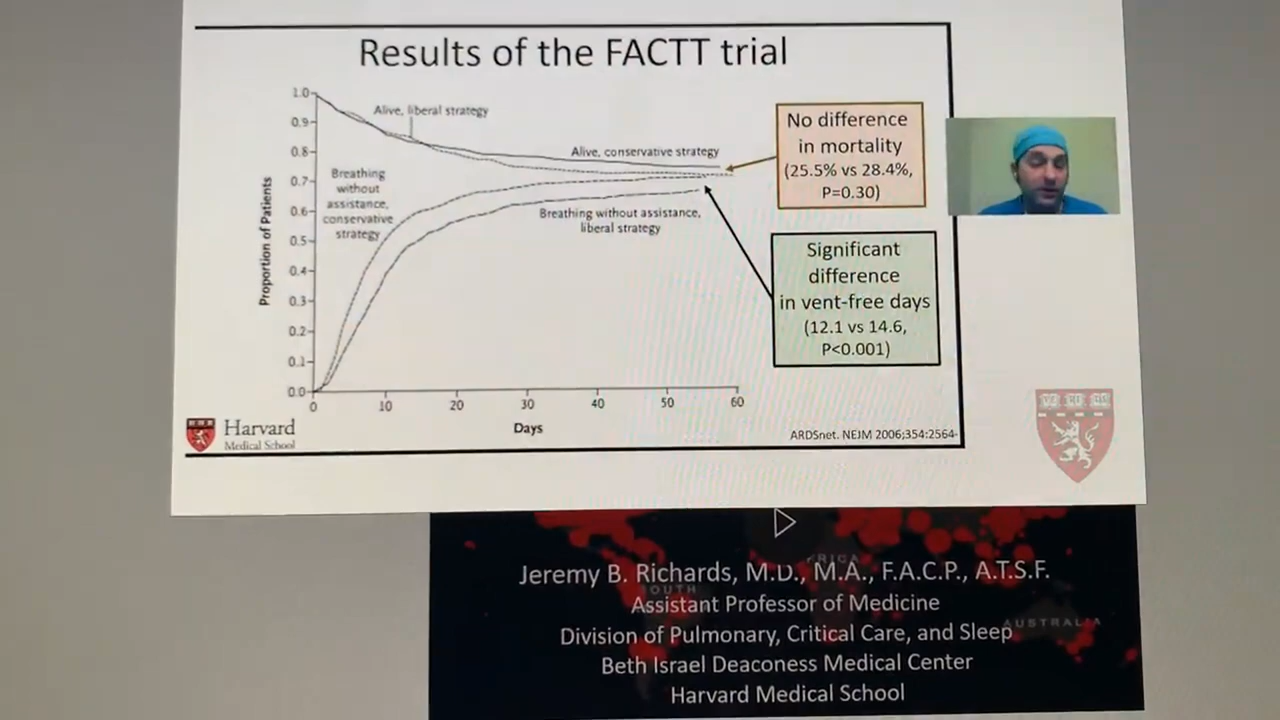 Results of the FACTT trial
1.0
0.9
0.8
0.7
0.6
0.5
0.4
0.3
0.2
0.1
0.0
Proportion of Patients
Alive, liberal strategy
Alive, conservative strategy
Breathing
without
assistance,
conservative
strategy
Breathing without assistance,
liberal strategy
0 10 20 30 40 50 60
Days
No difference
in mortality
(25.5% vs 28.4%,
P=0.30)
Significant
difference
in vent-free days
(12.1 vs 14.6,
P<0.001)
Harvard
Medical School
ARDSnet. NEJM 2006;354:2564-
VE RI TAS
Jeremy B. Richards, M.D., M.A., F.A.C.P., A.T.S.F.
Assistant Professor of Medicine
AUSTRALIA
Division of Pulmonary, Critical Care, and Sleep
Beth Israel Deaconess Medical Center
Harvard Medical School